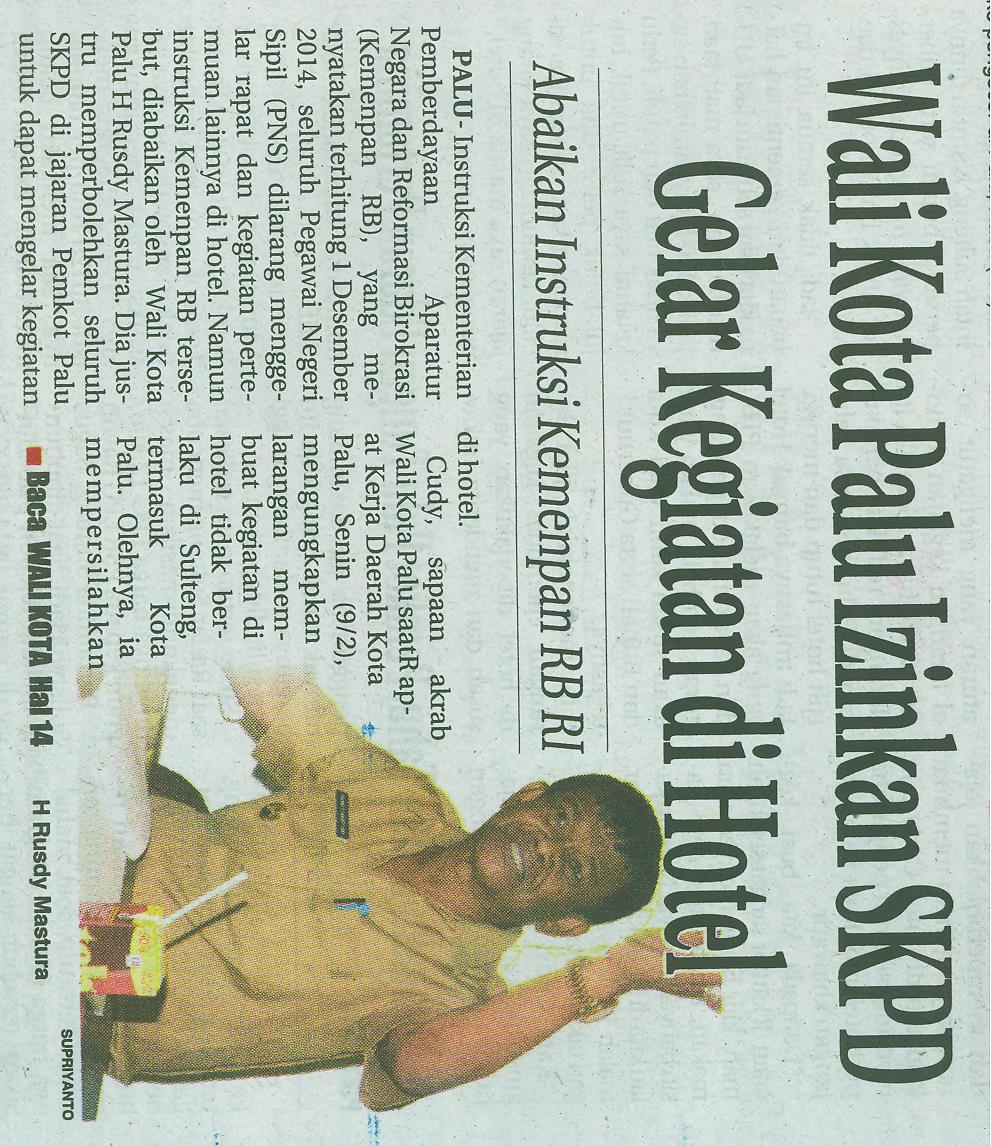 Wali Kota Palu Izinkan SKPD
Gelar Kegiatan di Hotel
Abaikan Instruksi Kemenpan RB RI
PALU- Instruksi Kementerian
Pemberdayaan Aparatur
Negara dan Reformasi Birokrasi
(Kemenpan RB), yang me-
nyatakan terhitung 1 Desember
2014, seluruh Pegawai Negeri
Sipil (PNS) dilarang mengge-
lar rapat dan kegiatan perte-
muan lainnya di hotel. Namun
instruksi Kemenpan RB terse-
but, diabaikan oleh Wali Kota
Palu H Rusdy Mastura. Dia jus-
tru memperbolehkan seluruh
SKPD di jajaran Pemkot Palu
untuk dapat mengelar kegiatan
di hotel.
Cudy, sapaan akrab
Wali Kota Palu saatR ap-
at Kerja Daerah Kota
Palu, Senin (9/2),
mengungkapkan
larangan mem-
buat kegiatan di
hotel tidak ber-
laku di Sulteng,
termasuk Kota
Palu. Olehnya, ia
mempersilahkan
Baca WALI KOTA Hal 14
H Rusdy Mastura
SUPRIYANTO